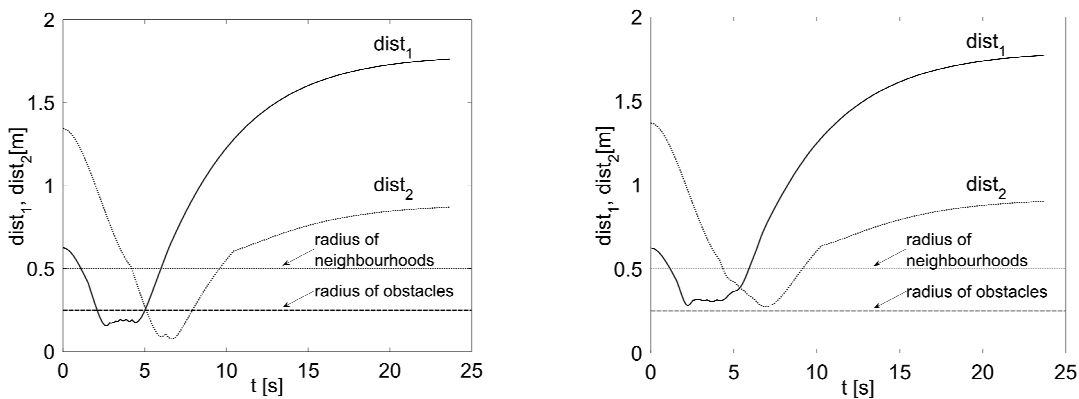 2
1.5
1
0.5
0
dist₁, dist₂[m]
dist₁
dist₂
radius of
neighbourhoods
radius of obstacles
0 5 10 15 20 25
t [s]
2
1.5
1
0.5
0
dist₁, dist₂ [m]
dist₁
dist₂
radius of
neighbourhoods
radius of obstacles
0 5 10 15 20 25
t [s]